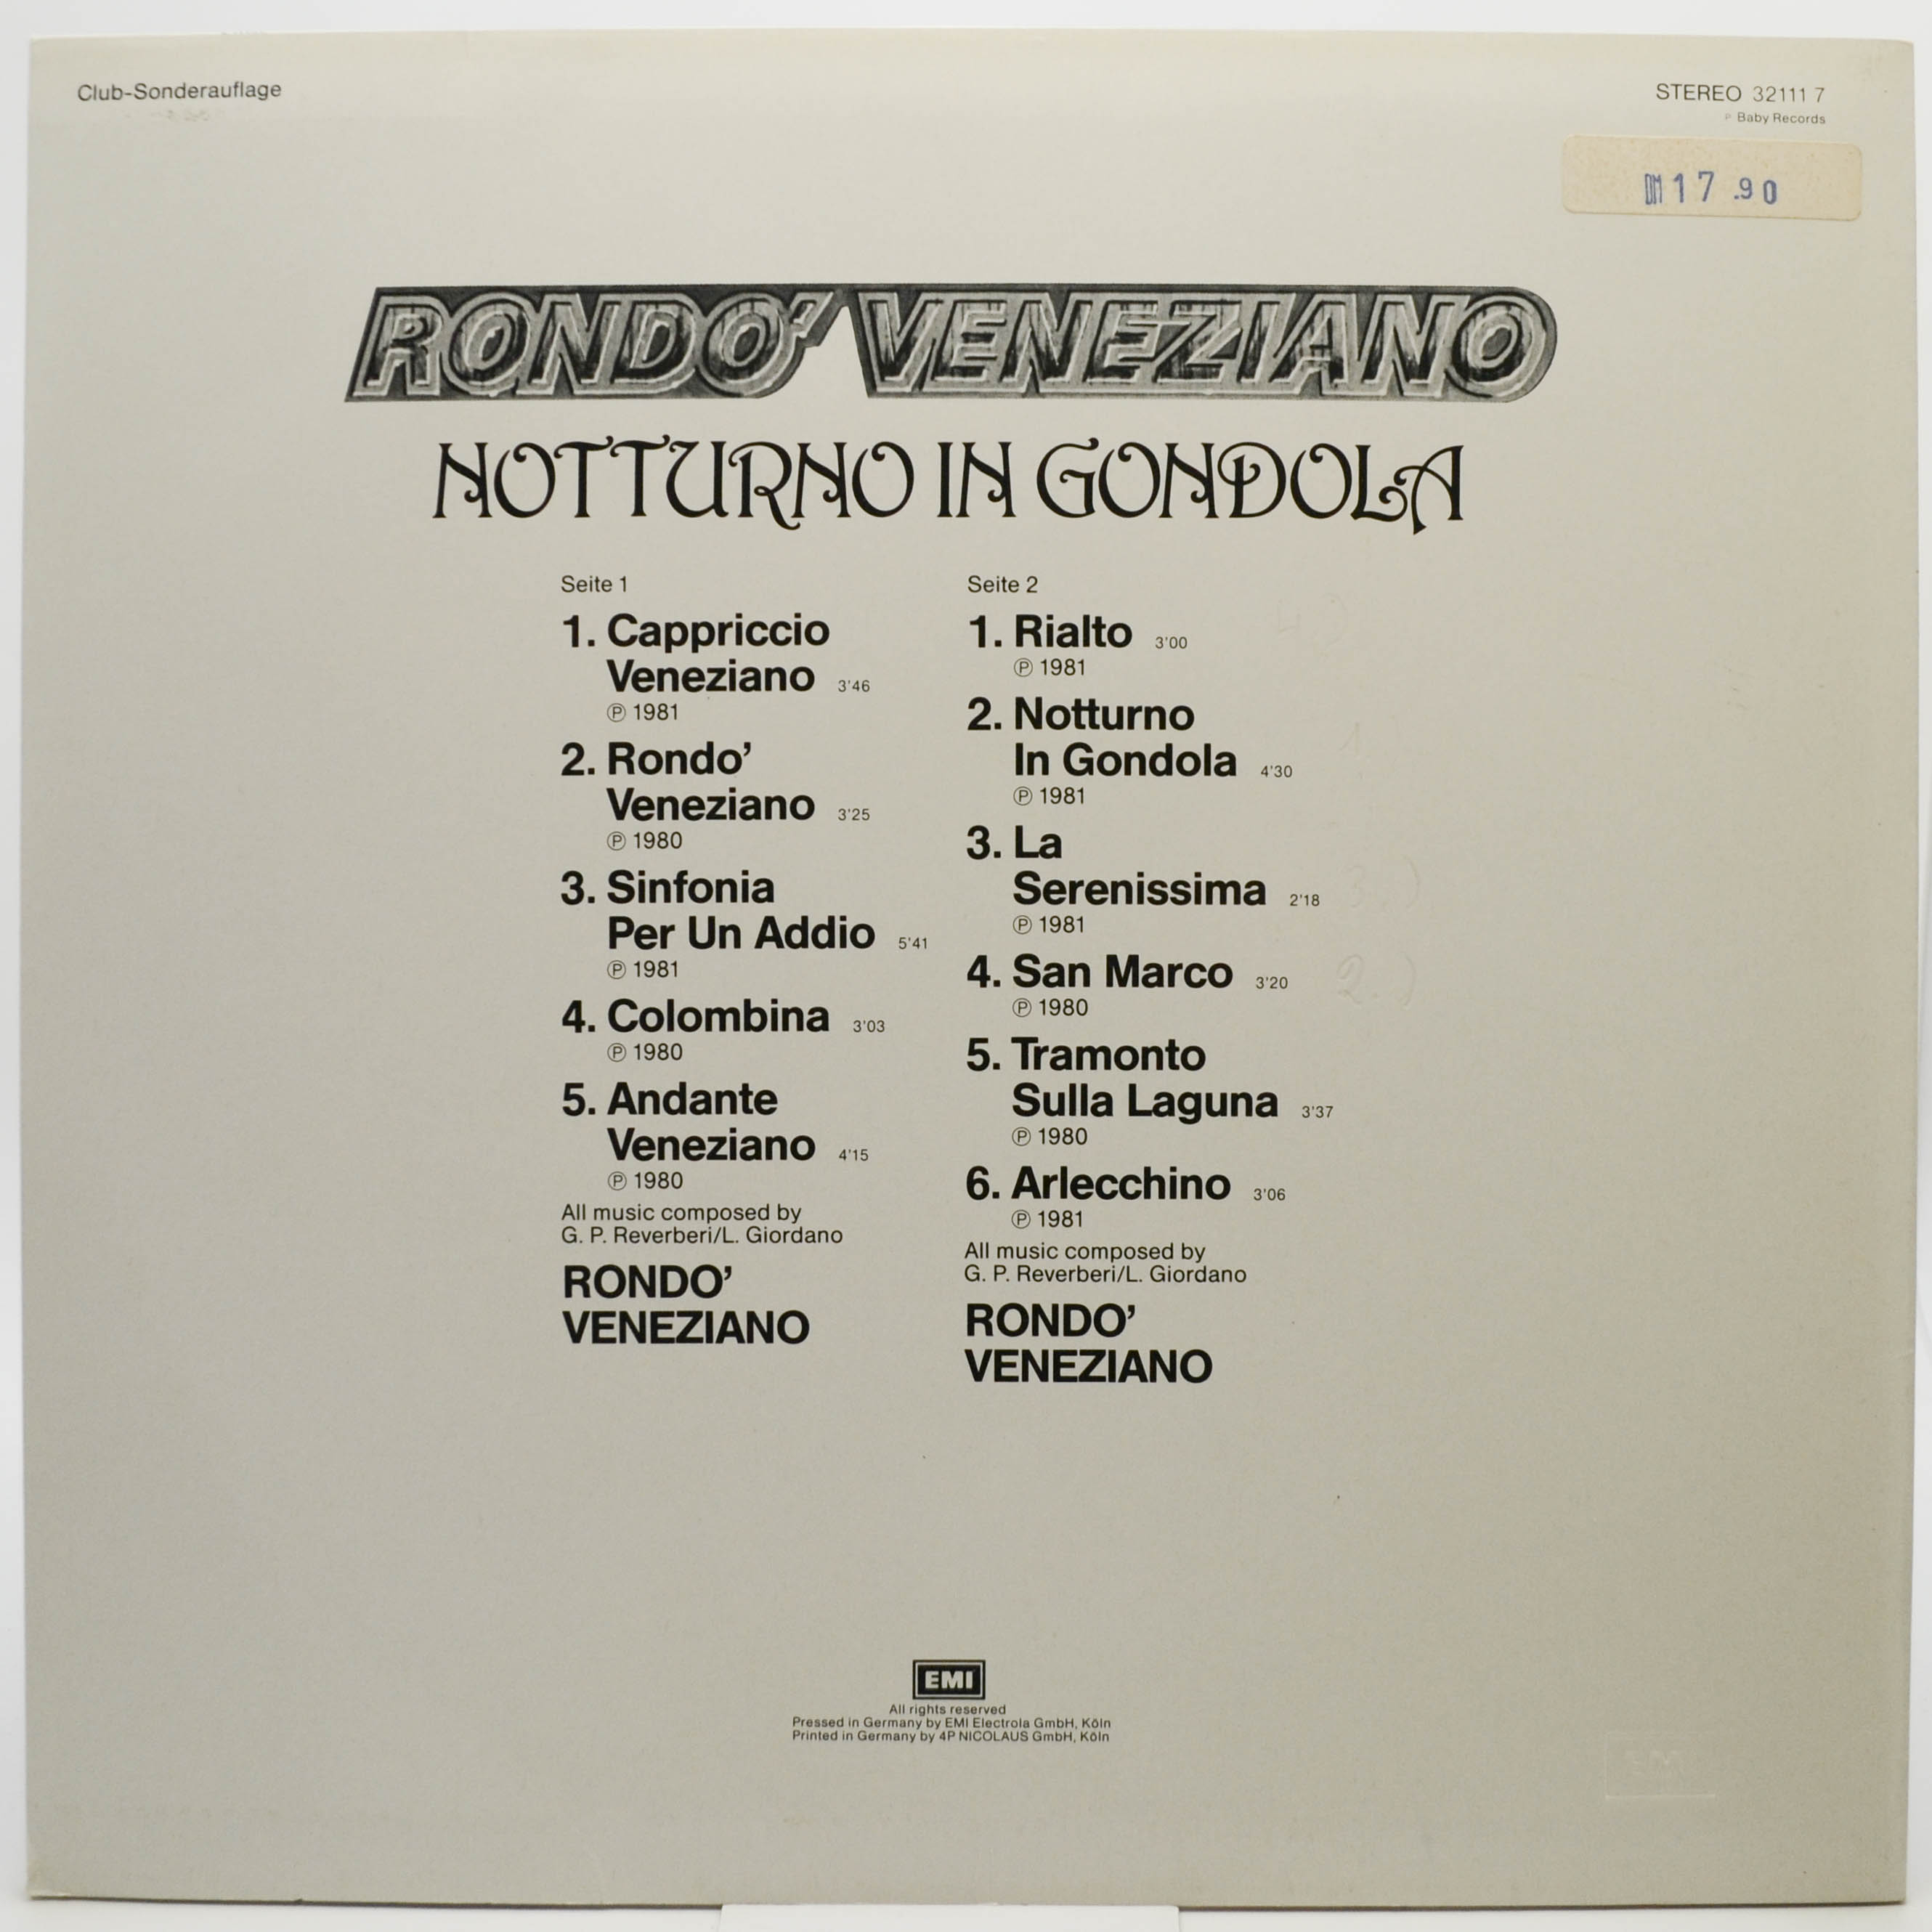 Club-Sonderauflage
STEREO 32111 7
℗ Baby Records
DM 17.90
RONDO' VENEZIANO
NOTTURNO IN GONDOLA
Seite 1
1. Cappriccio
Veneziano 3'46
℗ 1981
2. Rondo'
Veneziano 3'25
℗ 1980
3. Sinfonia
Per Un Addio 5'41
℗ 1981
4. Colombina 3'03
℗ 1980
5. Andante
Veneziano 4'15
℗ 1980
All music composed by
G. P. Reverberi/L. Giordano
RONDO'
VENEZIANO
Seite 2
1. Rialto 3'00
℗ 1981
2. Notturno
In Gondola 4'30
℗ 1981
3. La
Serenissima 2'18 3.)
℗ 1981
4. San Marco 3'20 2.)
℗ 1980
5. Tramonto
Sulla Laguna 3'37
℗ 1980
6. Arlecchino 3'06
℗ 1981
All music composed by
G. P. Reverberi/L. Giordano
RONDO'
VENEZIANO
EMI
All rights reserved
Pressed in Germany by EMI Electrola GmbH, Köln
Printed in Germany by 4P NICOLAUS GmbH, Köln